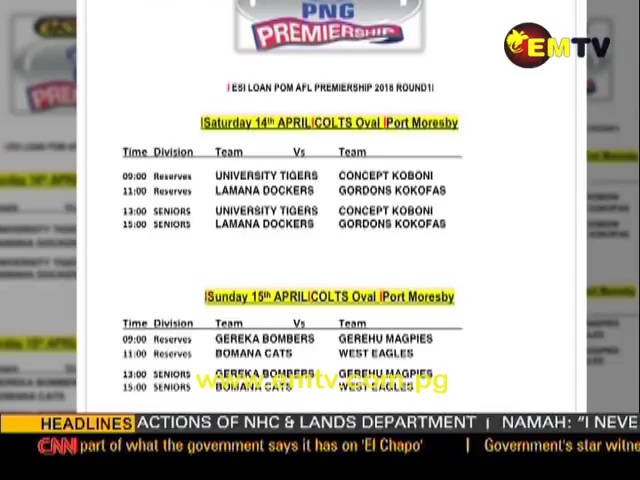 PNG
PREMIERSHIP
EMTV
ESI LOAN POM AFL PREMIERSHIP 2018 ROUND1
Saturday 14th APRIL COLTS Oval Port Moresby
Time Division Team Vs Team
09:00 Reserves UNIVERSITY TIGERS CONCEPT KOBONI
11:00 Reserves LAMANA DOCKERS GORDONS KOKOFAS
13:00 SENIORS UNIVERSITY TIGERS CONCEPT KOBONI
15:00 SENIORS LAMANA DOCKERS GORDONS KOKOFAS
Sunday 15th APRIL COLTS Oval Port Moresby
Time Division Team Vs Team
09:00 Reserves GEREKA BOMBERS GEREHU MAGPIES
11:00 Reserves BOMANA CATS WEST EAGLES
13:00 SENIORS GEREKA BOMBERS GEREHU MAGPIES
www.emtv.com.pg
15:00 SENIORS BOMANA CATS WEST EAGLES
HEADLINES ACTIONS OF NHC & LANDS DEPARTMENT | NAMAH: "I NEVE
CNN part of what the government says it has on 'El Chapo' | Government's star witne